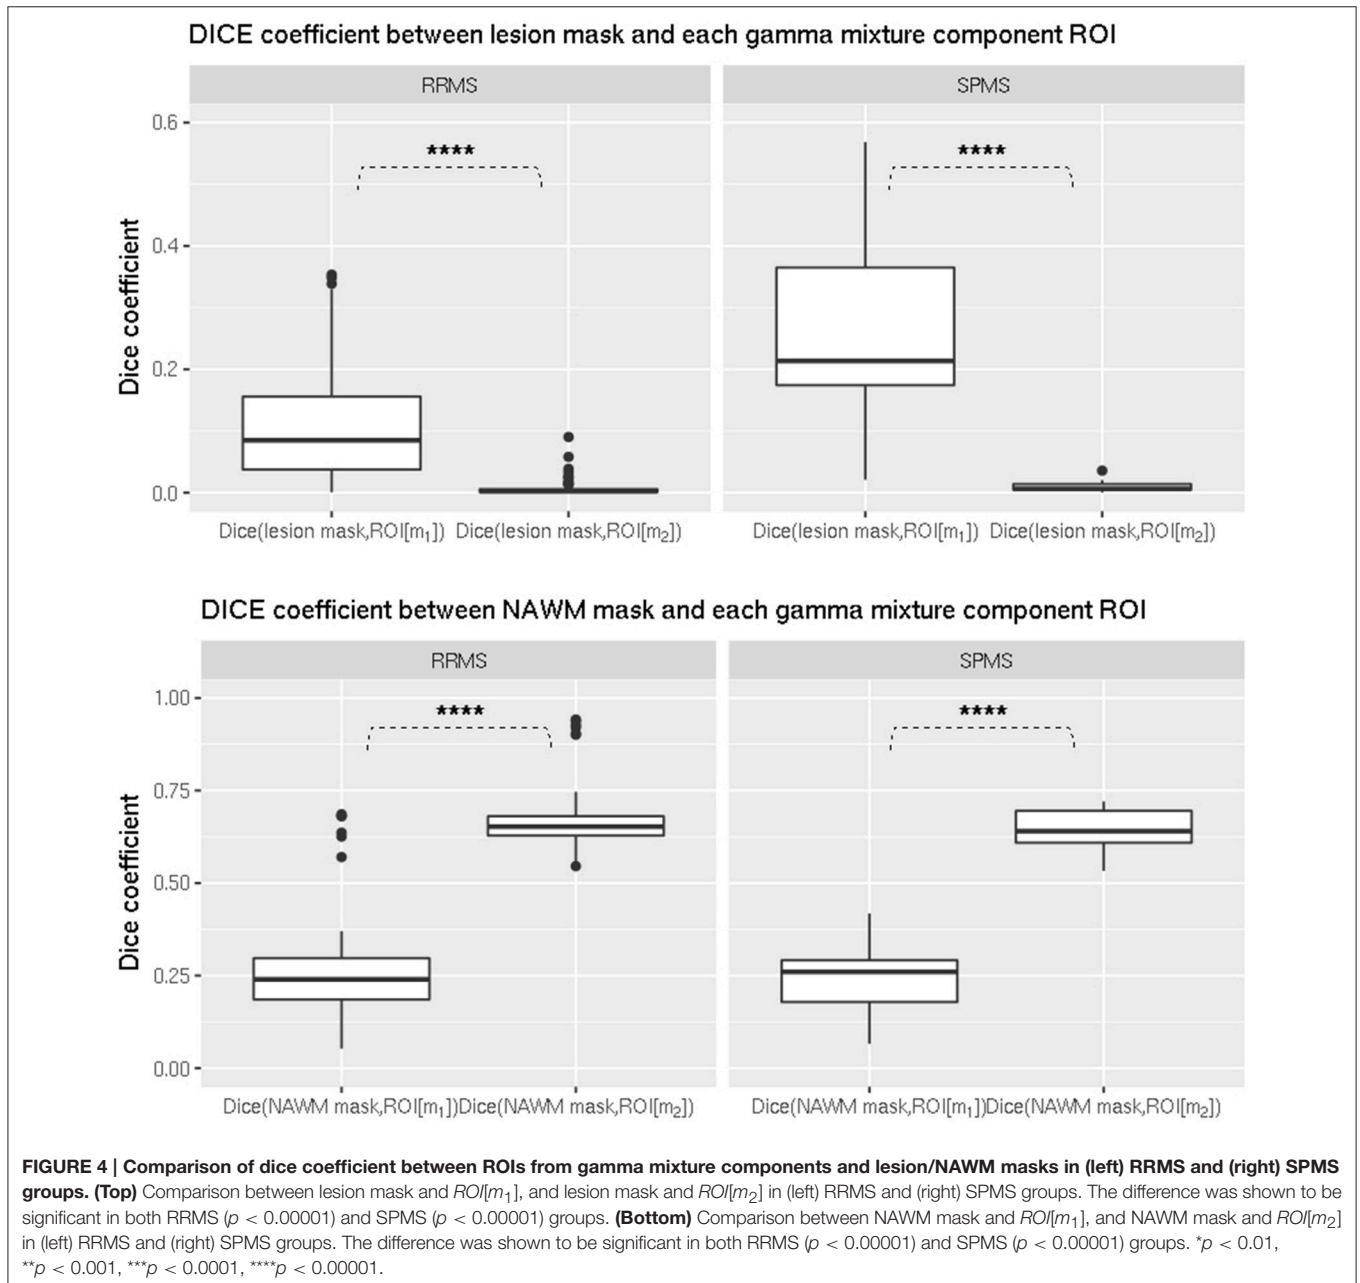 DICE coefficient between lesion mask and each gamma mixture component ROI
RRMS
SPMS
Dice coefficient
0.6
0.4
0.2
0.0
****
****
Dice(lesion mask,ROI[m₁])
Dice(lesion mask,ROI[m₂])
Dice(lesion mask,ROI[m₁])
Dice(lesion mask,ROI[m₂])
DICE coefficient between NAWM mask and each gamma mixture component ROI
RRMS
SPMS
Dice coefficient
1.00
0.75
0.50
0.25
0.00
****
****
Dice(NAWM mask,ROI[m₁])
Dice(NAWM mask,ROI[m₂])
Dice(NAWM mask,ROI[m₁])
Dice(NAWM mask,ROI[m₂])
FIGURE 4 | Comparison of dice coefficient between ROIs from gamma mixture components and lesion/NAWM masks in (left) RRMS and (right) SPMS
groups. (Top) Comparison between lesion mask and ROI[m₁], and lesion mask and ROI[m₂] in (left) RRMS and (right) SPMS groups. The difference was shown to be
significant in both RRMS (p < 0.00001) and SPMS (p < 0.00001) groups. (Bottom) Comparison between NAWM mask and ROI[m₁], and NAWM mask and ROI[m₂]
in (left) RRMS and (right) SPMS groups. The difference was shown to be significant in both RRMS (p < 0.00001) and SPMS (p < 0.00001) groups. *p < 0.01,
**p < 0.001, ***p < 0.0001, ****p < 0.00001.